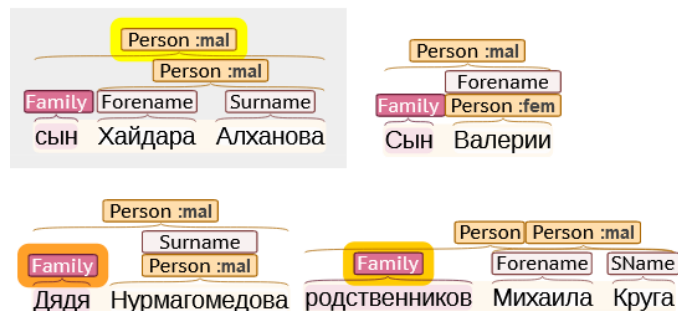 Person :mal
Person :mal
Family Forename Surname
сын Хайдара Алханова
Person :mal
Forename
Family Person :fem
Сын Валерии
Person :mal
Surname
Family Person :mal
Дядя Нурмагомедова
Person Person :mal
Family Forename SName
родственников Михаила Круга